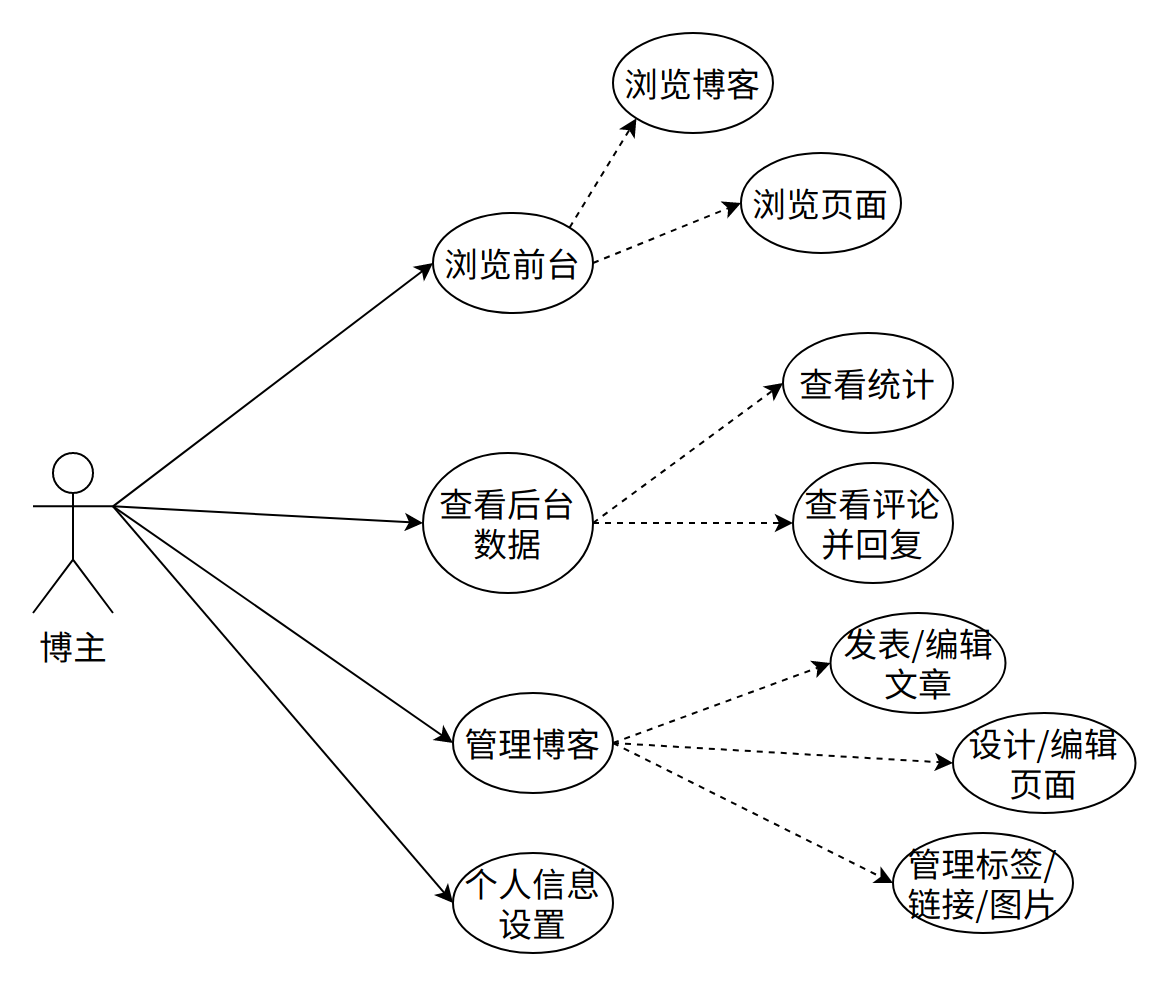 浏览博客
浏览页面
浏览前台
查看统计
查看后台
数据
查看评论
并回复
博主
发表/编辑
文章
管理博客
设计/编辑
页面
个人信息
设置
管理标签/
链接/图片